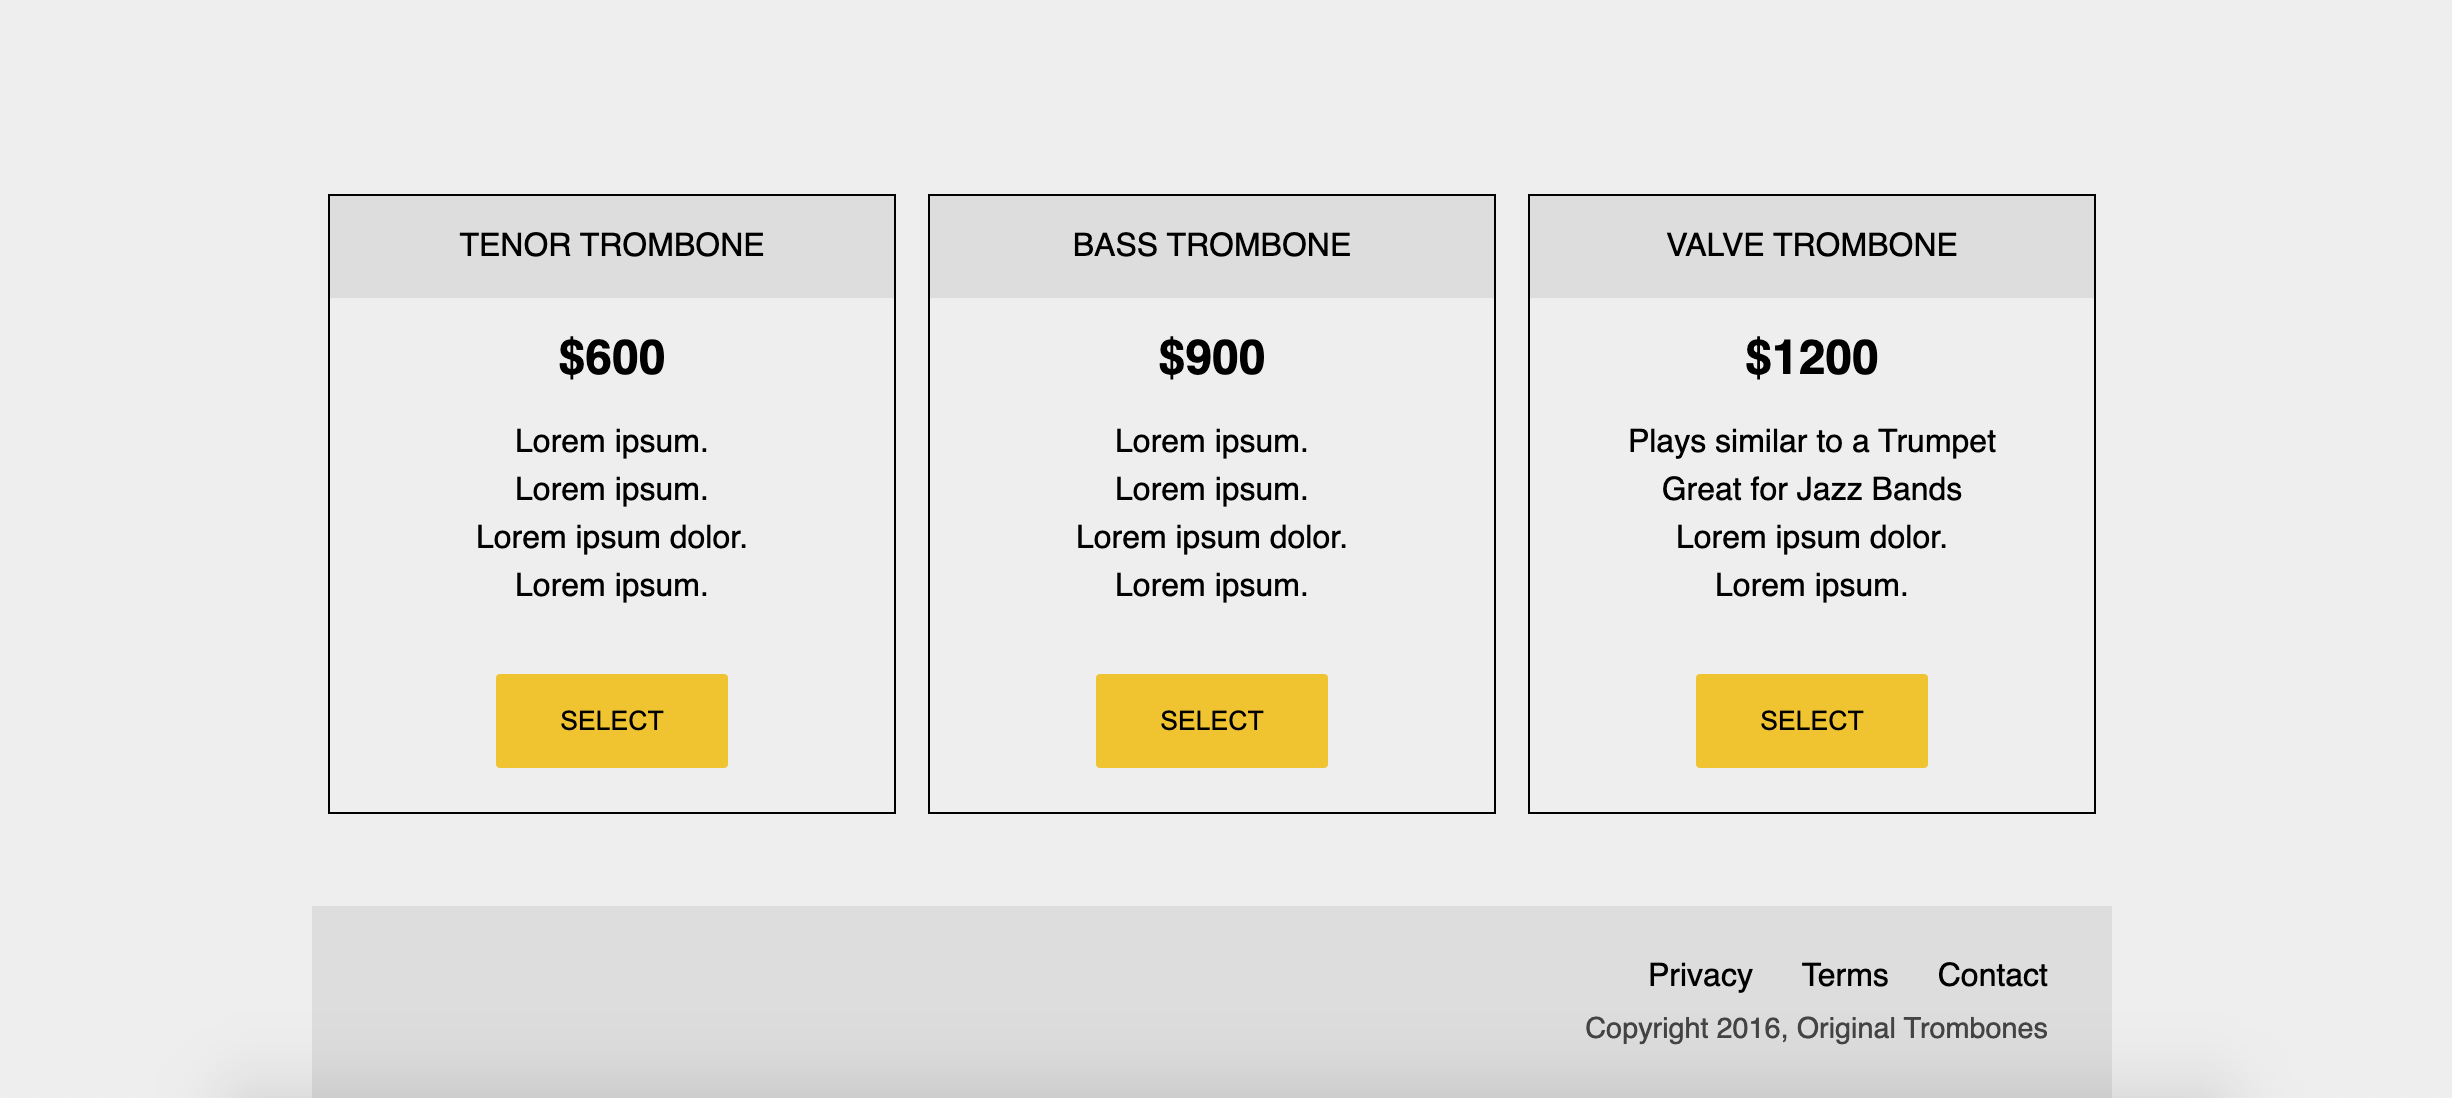 TENOR TROMBONE
$600
Lorem ipsum.
Lorem ipsum.
Lorem ipsum dolor.
Lorem ipsum.
SELECT
BASS TROMBONE
$900
Lorem ipsum.
Lorem ipsum.
Lorem ipsum dolor.
Lorem ipsum.
SELECT
VALVE TROMBONE
$1200
Plays similar to a Trumpet
Great for Jazz Bands
Lorem ipsum dolor.
Lorem ipsum.
SELECT
Privacy Terms Contact
Copyright 2016, Original Trombones